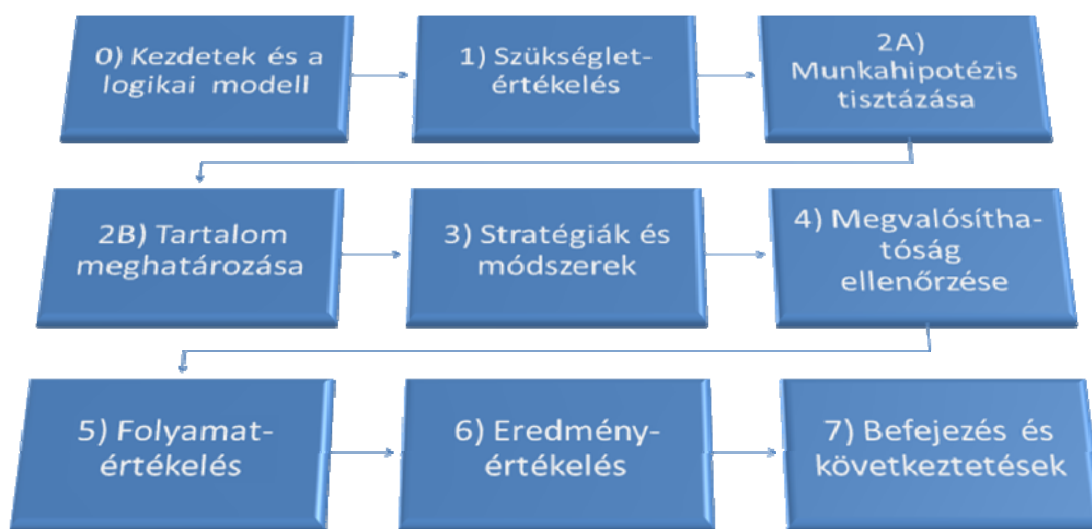 0) Kezdetek és a
logikai modell
1) Szükséglet-
értékelés
2A)
Munkahipotézis
tisztázása
2B) Tartalom
meghatározása
3) Stratégiák és
módszerek
4) Megvalósítha-
tóság
ellenőrzése
5) Folyamat-
értékelés
6) Eredmény-
értékelés
7) Befejezés és
következtetések